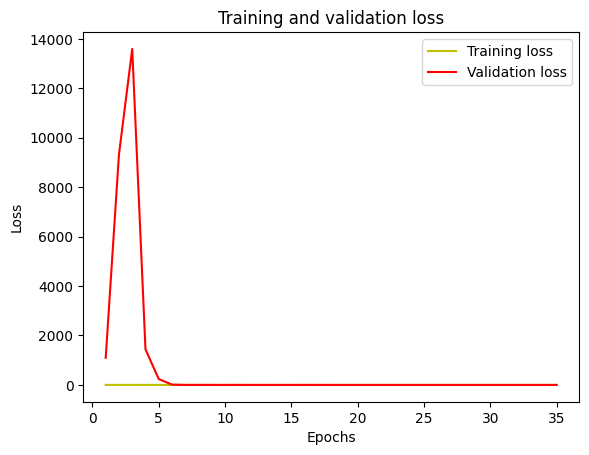 Training and validation loss
14000
12000
10000
8000
6000
4000
2000
0
Loss
Training loss
Validation loss
0 5 10 15 20 25 30 35
Epochs